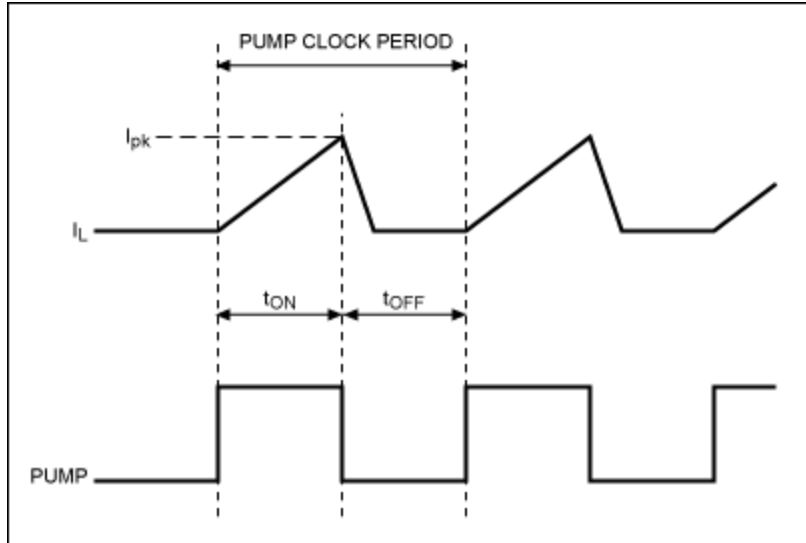 PUMP CLOCK PERIOD
Ipk
IL
tON
tOFF
PUMP